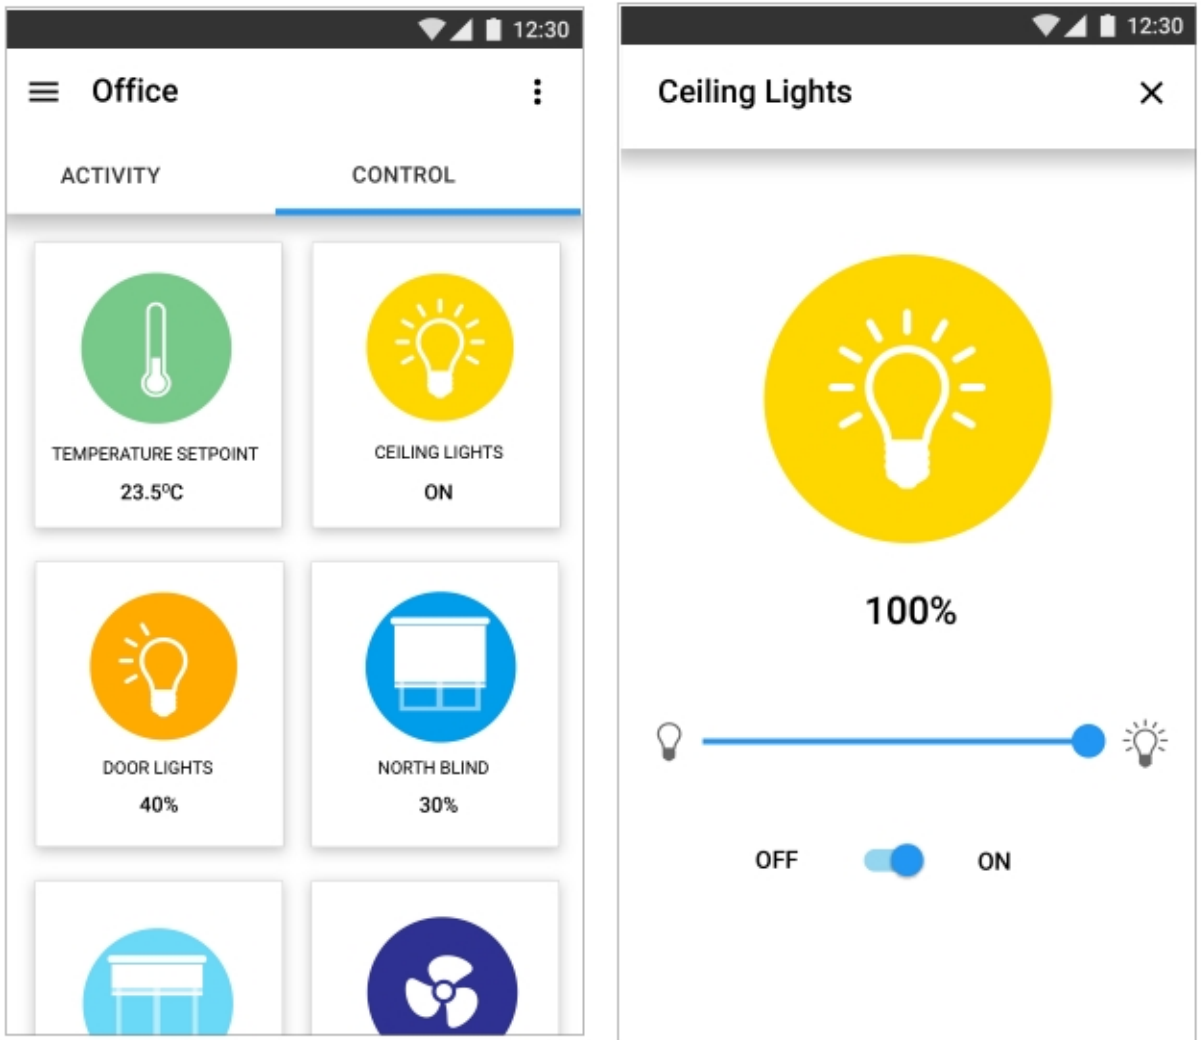 12:30
Office
ACTIVITY CONTROL
TEMPERATURE SETPOINT
23.5⁰C
CEILING LIGHTS
ON
DOOR LIGHTS
40%
NORTH BLIND
30%
12:30
Ceiling Lights
100%
OFF ON